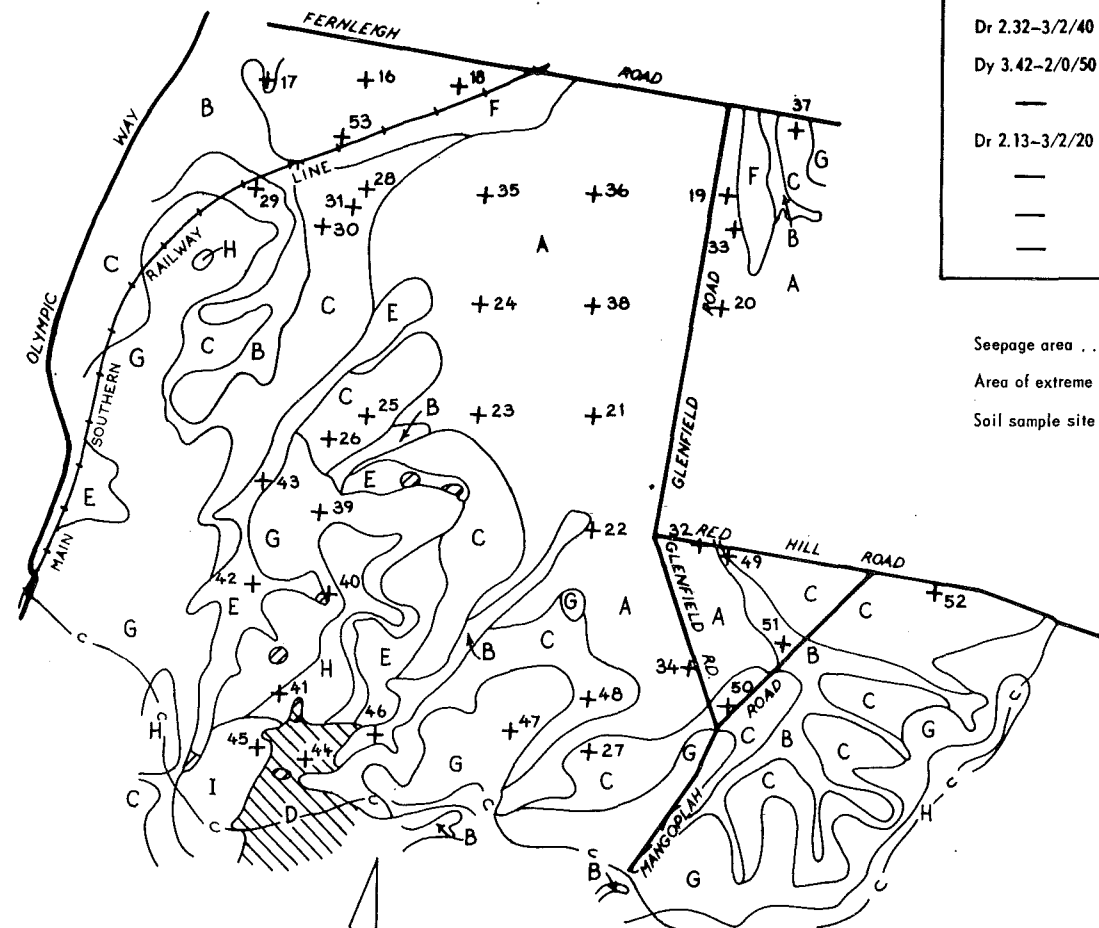 FERNLEIGH ROAD
Dr 2.32-3/2/40
Dy 3.42-2/0/50
—
Dr 2.13-3/2/20
—
—
—
Seepage area ..
Area of extreme
Soil sample site
OLYMPIC WAY
MAIN SOUTHERN RAILWAY LINE
GLENFIELD ROAD
GLENFIELD RD
RED HILL ROAD
MANGOPLAH ROAD
17
16
18
37
B
F
53
G
F
C
29
28
31
30
35
36
19
33
B
A
H
C
A
C
E
24
38
20
G
C
B
C
B
25
26
23
21
E
43
E
39
G
C
22
32
49
42
40
E
G
A
A
C
C
52
G
C
51
B
H
E
B
34
41
48
50
C
G
H
46
47
45
44
27
C
B
C
G
G
C
C
I
D
C
B
B
G
H
C
C
C
C
C
C
C
C